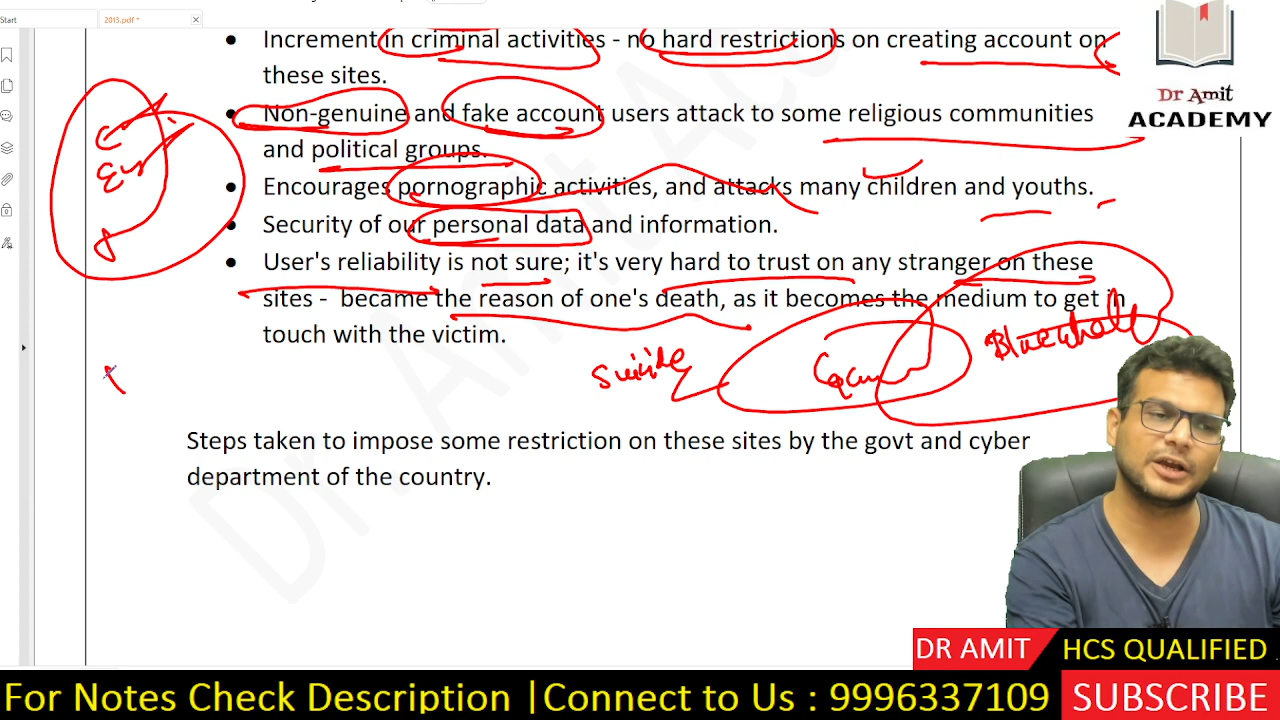 Start
2013.pdf *
Increment in criminal activities - no hard restrictions on creating account on
these sites.
Non-genuine and fake account users attack to some religious communities
and political groups.
Encourages pornographic activities, and attacks many children and youths.
Security of our personal data and information.
User's reliability is not sure; it's very hard to trust on any stranger on these
sites - became the reason of one's death, as it becomes the medium to get in
touch with the victim.
Suicide
Bluewhale
Steps taken to impose some restriction on these sites by the govt and cyber
department of the country.
Dr Amit
ACADEMY
DR AMIT HCS QUALIFIED
For Notes Check Description |Connect to Us : 9996337109 SUBSCRIBE